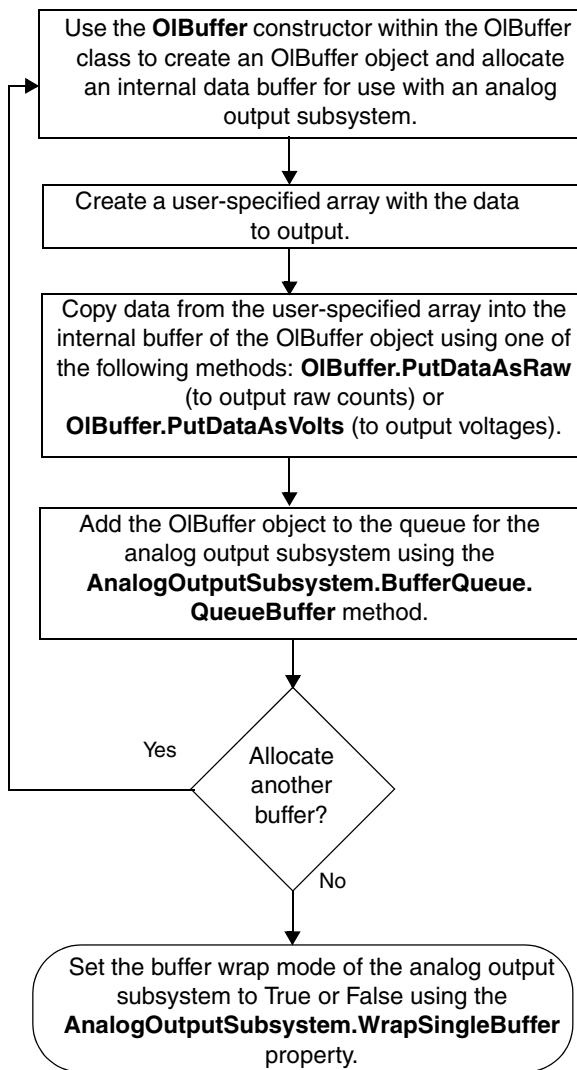 Use the OlBuffer constructor within the OlBuffer
class to create an OlBuffer object and allocate
an internal data buffer for use with an analog
output subsystem.
Create a user-specified array with the data
to output.
Copy data from the user-specified array into the
internal buffer of the OlBuffer object using one of
the following methods: OlBuffer.PutDataAsRaw
(to output raw counts) or
OlBuffer.PutDataAsVolts (to output voltages).
Add the OlBuffer object to the queue for the
analog output subsystem using the
AnalogOutputSubsystem.BufferQueue.
QueueBuffer method.
Yes
Allocate
another
buffer?
No
Set the buffer wrap mode of the analog output
subsystem to True or False using the
AnalogOutputSubsystem.WrapSingleBuffer
property.